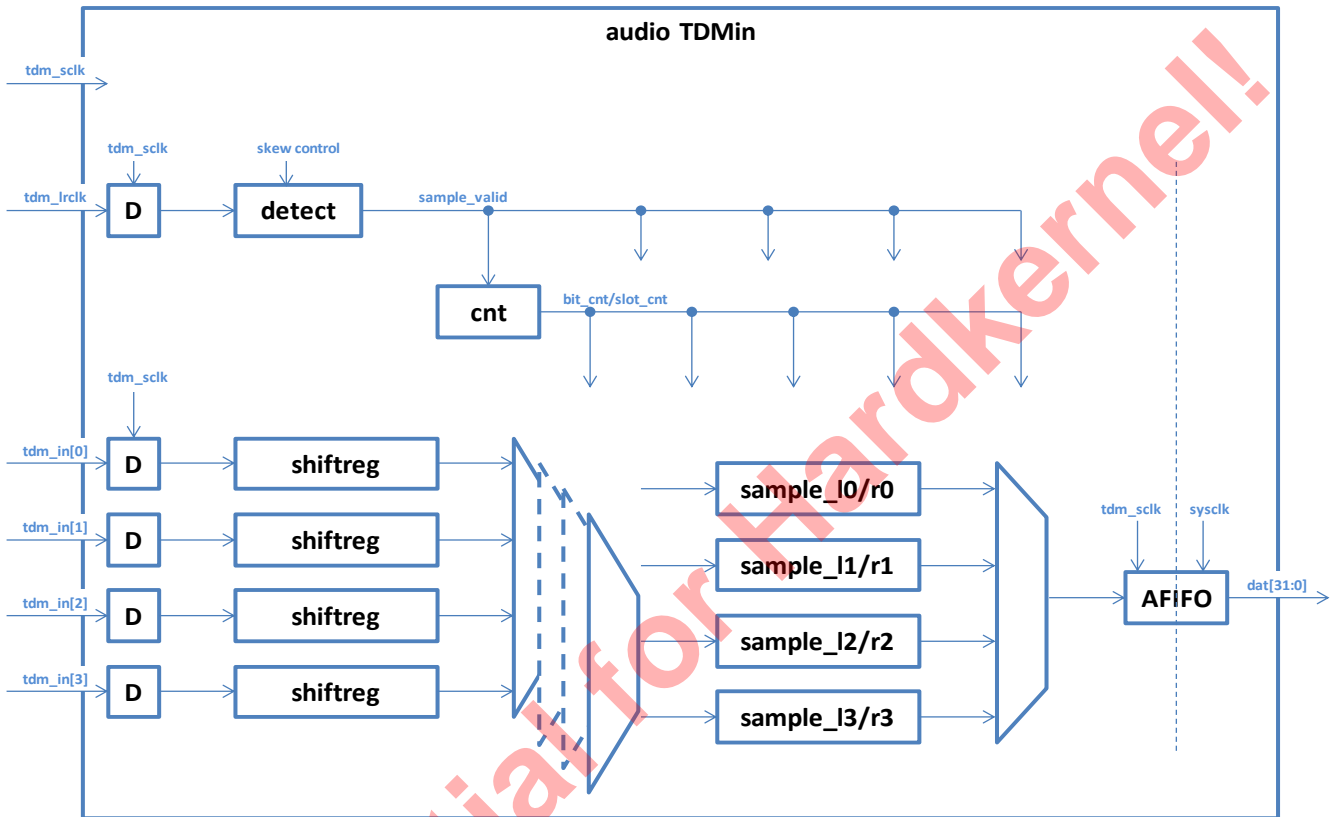 audio TDMin
tdm_sclk
tdm_sclk
skew control
tdm_lrclk
D
detect
sample_valid
cnt
bit_cnt/slot_cnt
tdm_sclk
tdm_in[0]
D
shiftreg
sample_l0/r0
tdm_in[1]
D
shiftreg
sample_l1/r1
tdm_sclk
sysclk
tdm_in[2]
D
shiftreg
sample_l2/r2
AFIFO
dat[31:0]
tdm_in[3]
D
shiftreg
sample_l3/r3
ial for Hardkernel!